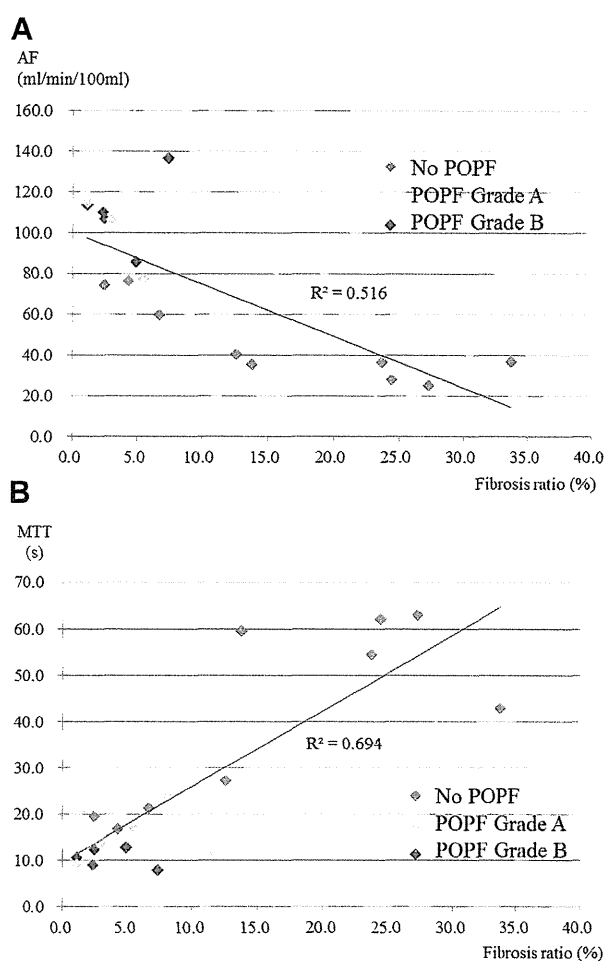 A
AF
(ml/min/100ml)
160.0
140.0
120.0
100.0
80.0
60.0
40.0
20.0
0.0
No POPF
POPF Grade A
POPF Grade B
R² = 0.516
0.0 5.0 10.0 15.0 20.0 25.0 30.0 35.0 40.0
Fibrosis ratio (%)
B
MTT
(s)
70.0
60.0
50.0
40.0
30.0
20.0
10.0
0.0
R² = 0.694
No POPF
POPF Grade A
POPF Grade B
0.0 5.0 10.0 15.0 20.0 25.0 30.0 35.0 40.0
Fibrosis ratio (%)